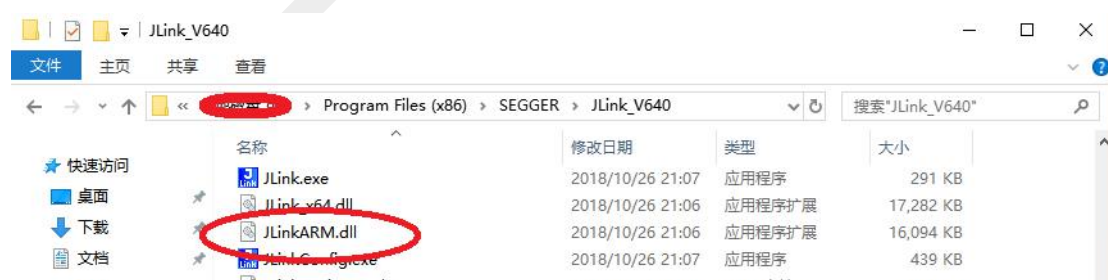 JLink_V640
文件 主页 共享 查看
« Program Files (x86) › SEGGER › JLink_V640 搜索"JLink_V640"
名称 修改日期 类型 大小
快速访问
JLink.exe 2018/10/26 21:07 应用程序 291 KB
桌面
JLink_x64.dll 2018/10/26 21:06 应用程序扩展 17,282 KB
下载
JLinkARM.dll 2018/10/26 21:06 应用程序扩展 16,094 KB
文档
JLinkConfig.exe 2018/10/26 21:07 应用程序 439 KB